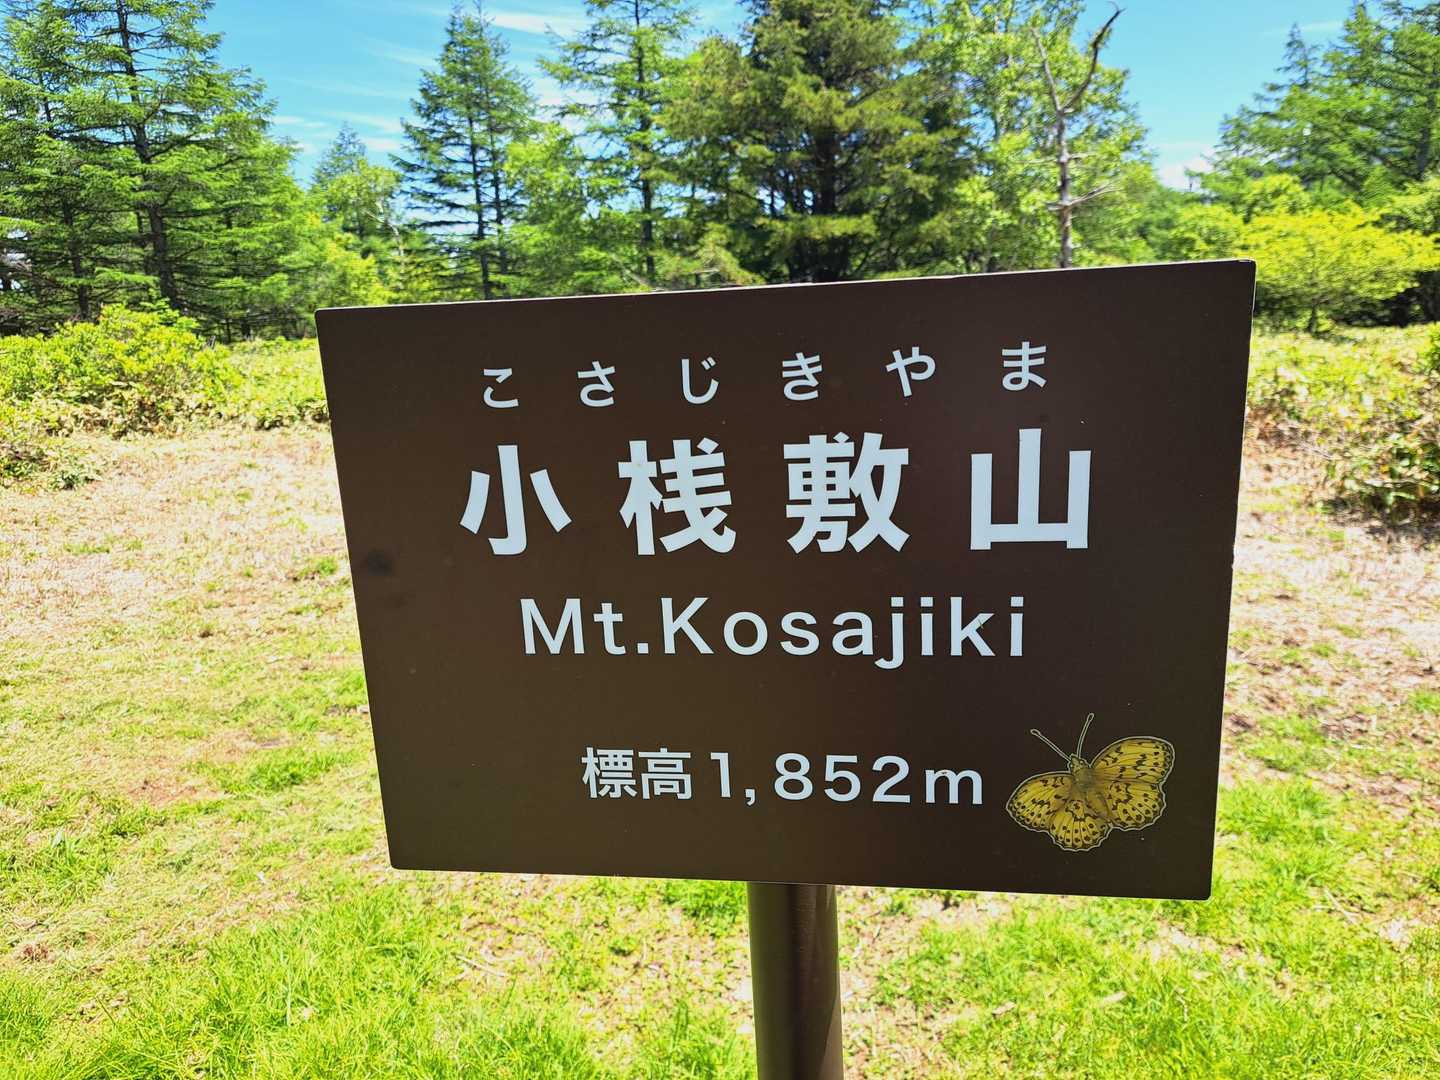 こさじきやま
小桟敷山
Mt.Kosajiki
標高1,852m